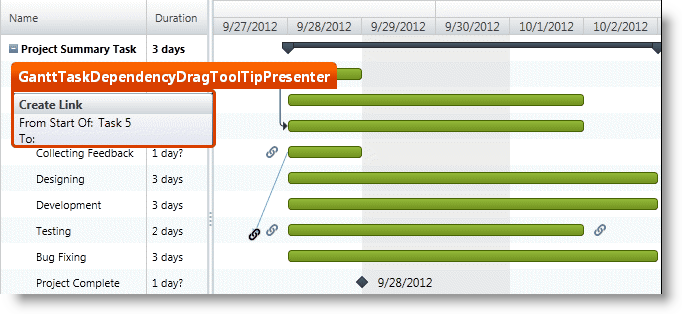 Name Duration
9/27/2012 9/28/2012 9/29/2012 9/30/2012 10/1/2012 10/2/2012
Project Summary Task 3 days
GanttTaskDependencyDragToolTipPresenter
Create Link
From Start Of: Task 5
To:
Collecting Feedback 1 day?
Designing 3 days
Development 3 days
Testing 2 days
Bug Fixing 3 days
Project Complete 1 day? 9/28/2012